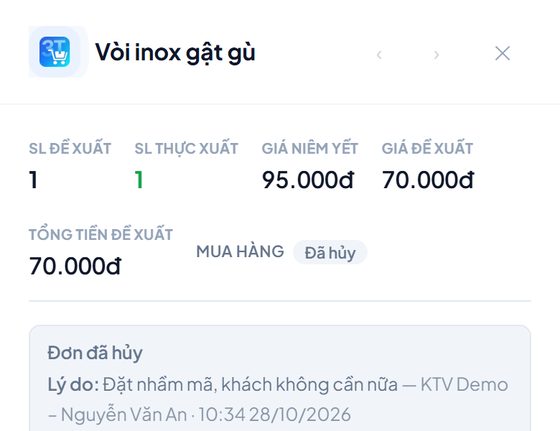 3T
Vòi inox gật gù
SL ĐỀ XUẤT SL THỰC XUẤT GIÁ NIÊM YẾT GIÁ ĐỀ XUẤT
1 1 95.000đ 70.000đ
TỔNG TIỀN ĐỀ XUẤT
70.000đ
MUA HÀNG Đã hủy
Đơn đã hủy
Lý do: Đặt nhầm mã, khách không cần nữa — KTV Demo
– Nguyễn Văn An · 10:34 28/10/2026